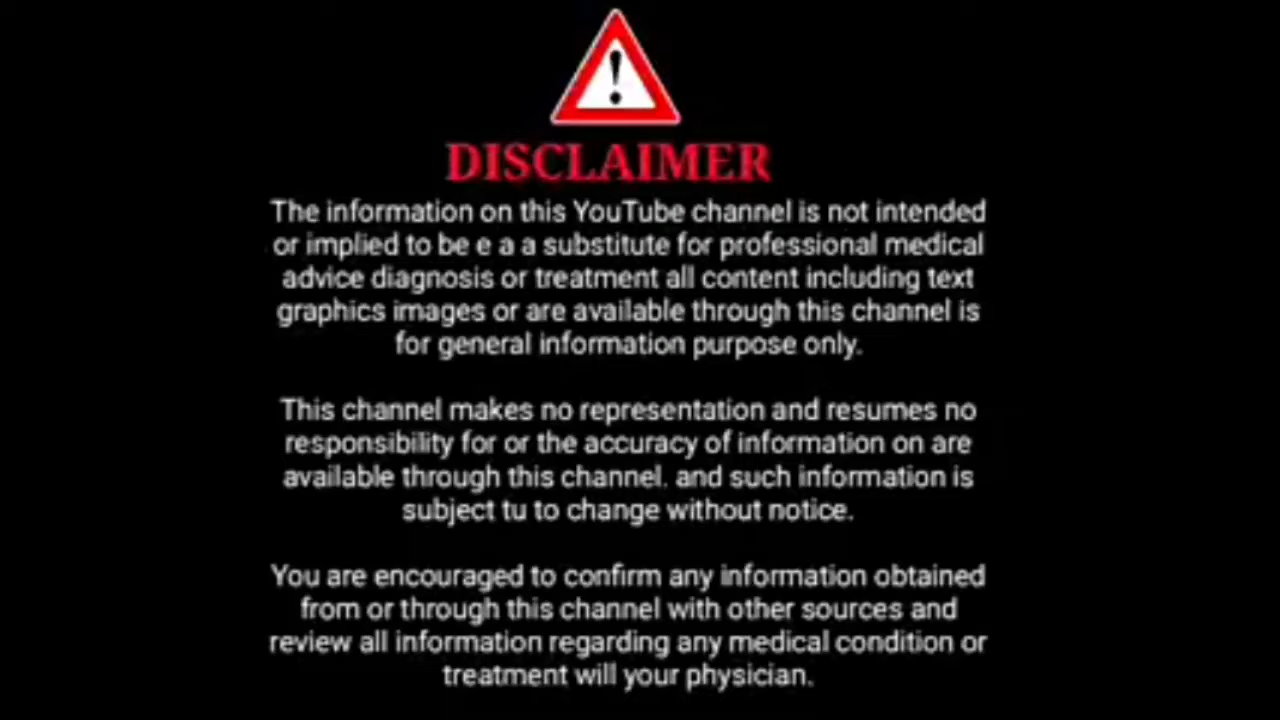 DISCLAIMER
The information on this YouTube channel is not intended
or implied to be e a a substitute for professional medical
advice diagnosis or treatment all content including text
graphics images or are available through this channel is
for general information purpose only.
This channel makes no representation and resumes no
responsibility for or the accuracy of information on are
available through this channel. and such information is
subject tu to change without notice.
You are encouraged to confirm any information obtained
from or through this channel with other sources and
review all information regarding any medical condition or
treatment will your physician.